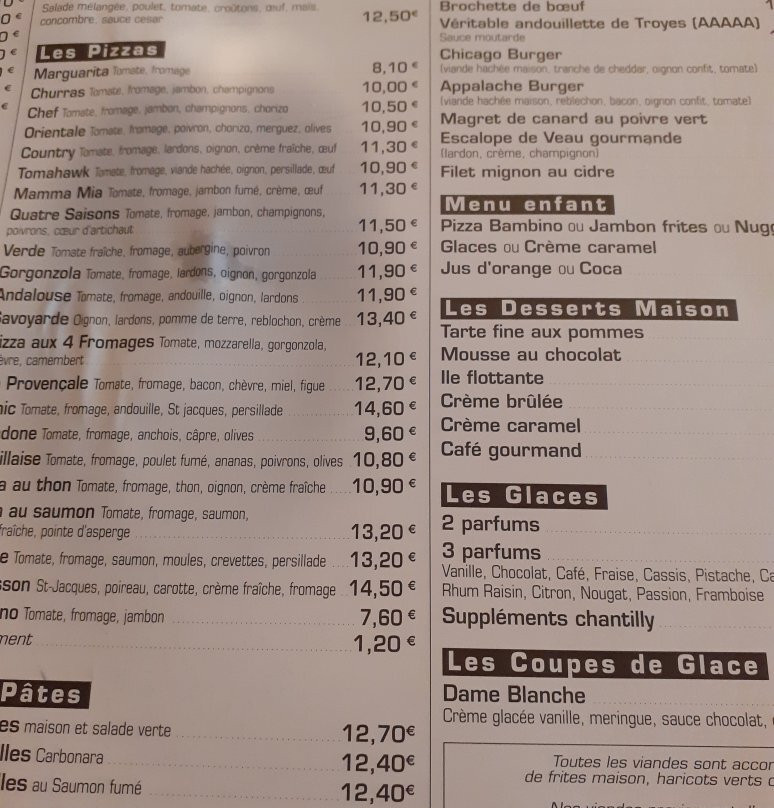 Salade mélangée, poulet, tomate, croûtons, œuf, maïs,
concombre, sauce cesar 12,50€
Les Pizzas
Marguarita Tomate, fromage 8,10 €
Churras Tomate, fromage, jambon, champignons 10,00 €
Chef Tomate, fromage, jambon, champignons, chorizo 10,50 €
Orientale Tomate, fromage, poivron, chorizo, merguez, olives 10,90 €
Country Tomate, fromage, lardons, oignon, crème fraîche, œuf 11,30 €
Tomahawk Tomate, fromage, viande hachée, oignon, persillade, œuf 10,90 €
Mamma Mia Tomate, fromage, jambon fumé, crème, œuf 11,30 €
Quatre Saisons Tomate, fromage, jambon, champignons,
poivrons, cœur d'artichaut 11,50 €
Verde Tomate fraîche, fromage, aubergine, poivron 10,90 €
Gorgonzola Tomate, fromage, lardons, oignon, gorgonzola 11,90 €
Andalouse Tomate, fromage, andouille, oignon, lardons 11,90 €
avoyarde Oignon, lardons, pomme de terre, reblochon, crème 13,40 €
izza aux 4 Fromages Tomate, mozzarella, gorgonzola,
èvre, camembert 12,10 €
Provençale Tomate, fromage, bacon, chèvre, miel, figue 12,70 €
ic Tomate, fromage, andouille, St jacques, persillade 14,60 €
done Tomate, fromage, anchois, câpre, olives 9,60 €
illaise Tomate, fromage, poulet fumé, ananas, poivrons, olives 10,80 €
a au thon Tomate, fromage, thon, oignon, crème fraîche 10,90 €
au saumon Tomate, fromage, saumon,
fraîche, pointe d'asperge 13,20 €
e Tomate, fromage, saumon, moules, crevettes, persillade 13,20 €
sson St-Jacques, poireau, carotte, crème fraîche, fromage 14,50 €
no Tomate, fromage, jambon 7,60 €
ment 1,20 €
Pâtes
es maison et salade verte 12,70€
lles Carbonara 12,40€
lles au Saumon fumé 12,40€
Brochette de bœuf
Véritable andouillette de Troyes (AAAAA)
Sauce moutarde
Chicago Burger
(viande hachée maison, tranche de cheddar, oignon confit, tomate)
Appalache Burger
(viande hachée maison, reblechon, bacon, oignon confit, tomate)
Magret de canard au poivre vert
Escalope de Veau gourmande
(lardon, crème, champignon)
Filet mignon au cidre
Menu enfant
Pizza Bambino ou Jambon frites ou Nugg
Glaces ou Crème caramel
Jus d'orange ou Coca
Les Desserts Maison
Tarte fine aux pommes
Mousse au chocolat
Ile flottante
Crème brûlée
Crème caramel
Café gourmand
Les Glaces
2 parfums
3 parfums
Vanille, Chocolat, Café, Fraise, Cassis, Pistache, Ca
Rhum Raisin, Citron, Nougat, Passion, Framboise
Suppléments chantilly
Les Coupes de Glace
Dame Blanche
Crème glacée vanille, meringue, sauce chocolat,
Toutes les viandes sont accor
de frites maison, haricots verts